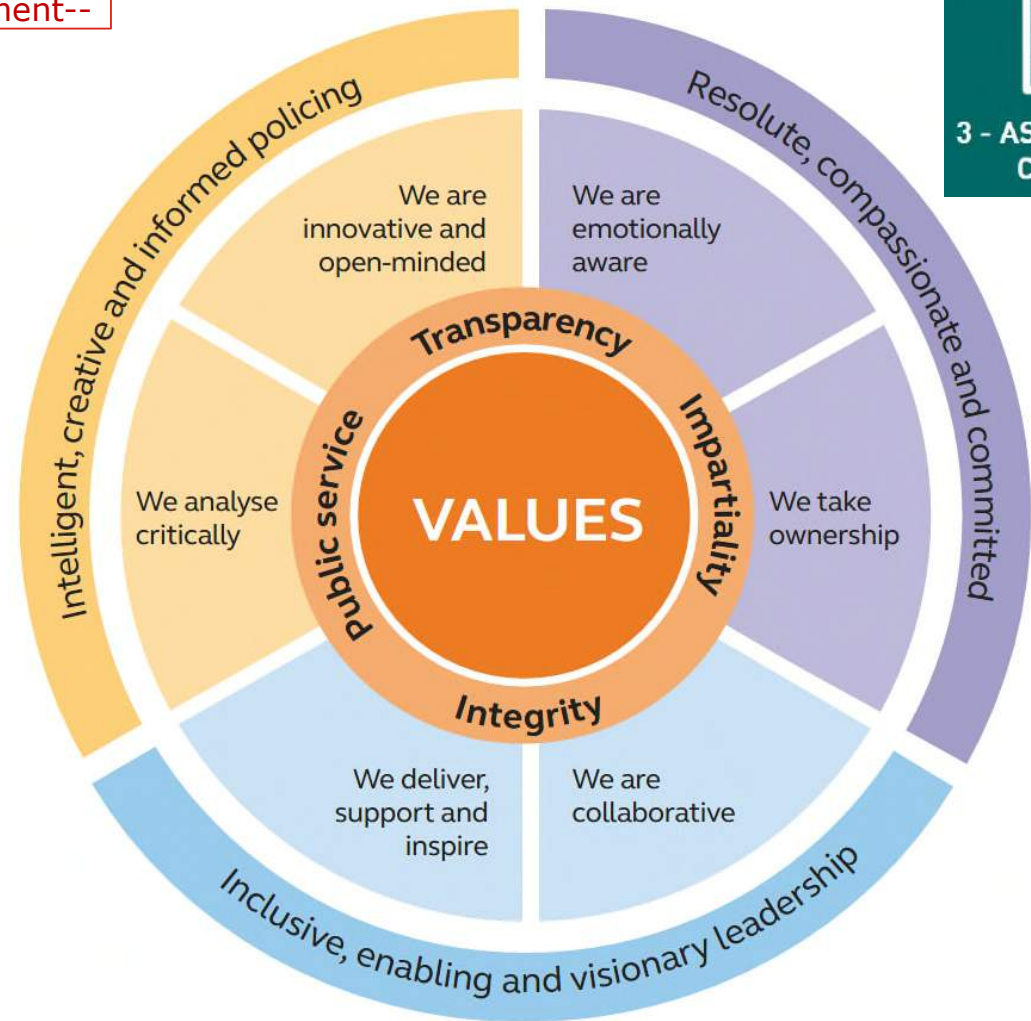 ment--
3 - AS
C
Intelligent, creative and informed policing
Resolute, compassionate and committed
We are
innovative and
open-minded
We are
emotionally
aware
Transparency
Impartiality
Public service
VALUES
We analyse
critically
We take
ownership
Integrity
We deliver,
support and
inspire
We are
collaborative
Inclusive, enabling and visionary leadership